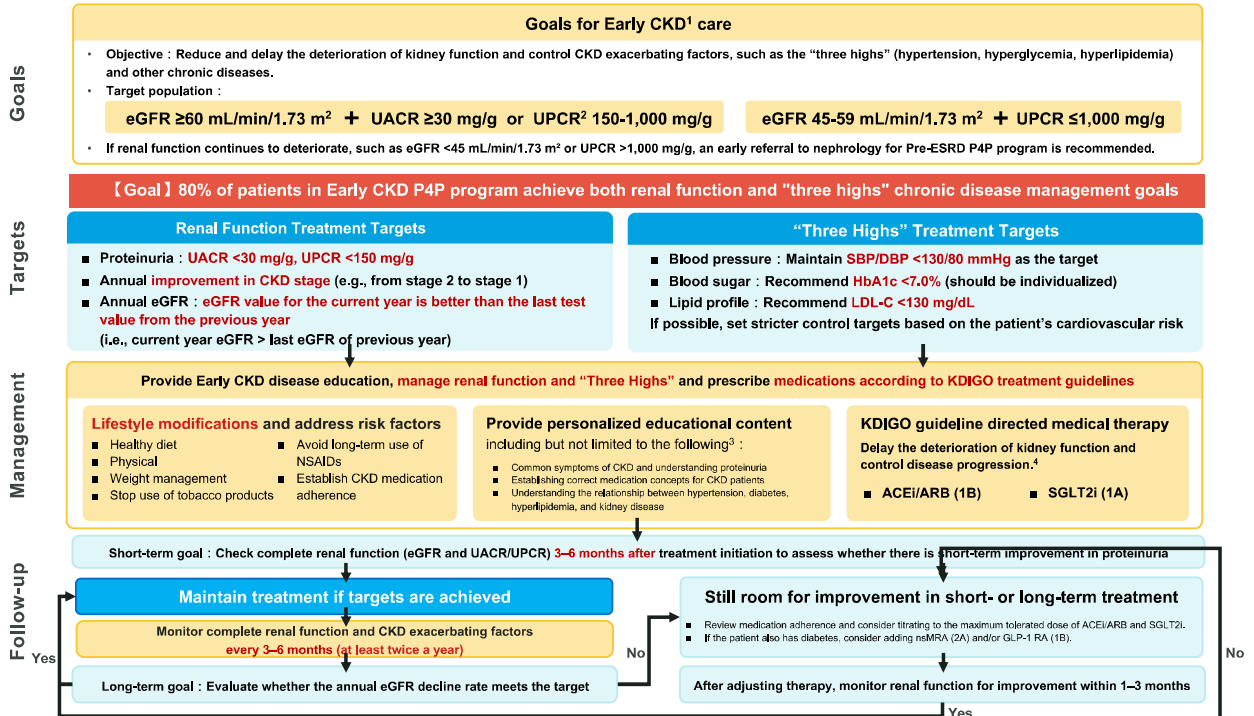 Goals
Goals for Early CKD¹ care
• Objective：Reduce and delay the deterioration of kidney function and control CKD exacerbating factors, such as the “three highs” (hypertension, hyperglycemia, hyperlipidemia)
and other chronic diseases.
• Target population：
eGFR ≥60 mL/min/1.73 m² + UACR ≥30 mg/g or UPCR² 150-1,000 mg/g
eGFR 45-59 mL/min/1.73 m² + UPCR ≤1,000 mg/g
• If renal function continues to deteriorate, such as eGFR <45 mL/min/1.73 m² or UPCR >1,000 mg/g, an early referral to nephrology for Pre-ESRD P4P program is recommended.
【Goal】80% of patients in Early CKD P4P program achieve both renal function and "three highs" chronic disease management goals
Targets
Renal Function Treatment Targets
■ Proteinuria：UACR <30 mg/g, UPCR <150 mg/g
■ Annual improvement in CKD stage (e.g., from stage 2 to stage 1)
■ Annual eGFR：eGFR value for the current year is better than the last test
value from the previous year
(i.e., current year eGFR > last eGFR of previous year)
“Three Highs” Treatment Targets
■ Blood pressure：Maintain SBP/DBP <130/80 mmHg as the target
■ Blood sugar：Recommend HbA1c <7.0% (should be individualized)
■ Lipid profile：Recommend LDL-C <130 mg/dL
If possible, set stricter control targets based on the patient’s cardiovascular risk
Management
Provide Early CKD disease education, manage renal function and “Three Highs” and prescribe medications according to KDIGO treatment guidelines
Lifestyle modifications and address risk factors
■ Healthy diet
■ Physical
■ Weight management
■ Stop use of tobacco products
■ Avoid long-term use of
NSAIDs
■ Establish CKD medication
adherence
Provide personalized educational content
including but not limited to the following³：
■ Common symptoms of CKD and understanding proteinuria
■ Establishing correct medication concepts for CKD patients
■ Understanding the relationship between hypertension, diabetes,
hyperlipidemia, and kidney disease
KDIGO guideline directed medical therapy
Delay the deterioration of kidney function and
control disease progression.⁴
■ ACEi/ARB (1B)
■ SGLT2i (1A)
Follow-up
Short-term goal：Check complete renal function (eGFR and UACR/UPCR) 3–6 months after treatment initiation to assess whether there is short-term improvement in proteinuria
Maintain treatment if targets are achieved
Monitor complete renal function and CKD exacerbating factors
every 3–6 months (at least twice a year)
Long-term goal：Evaluate whether the annual eGFR decline rate meets the target
Yes
No
Still room for improvement in short- or long-term treatment
■ Review medication adherence and consider titrating to the maximum tolerated dose of ACEi/ARB and SGLT2i.
■ If the patient also has diabetes, consider adding nsMRA (2A) and/or GLP-1 RA (1B).
After adjusting therapy, monitor renal function for improvement within 1–3 months
No
Yes